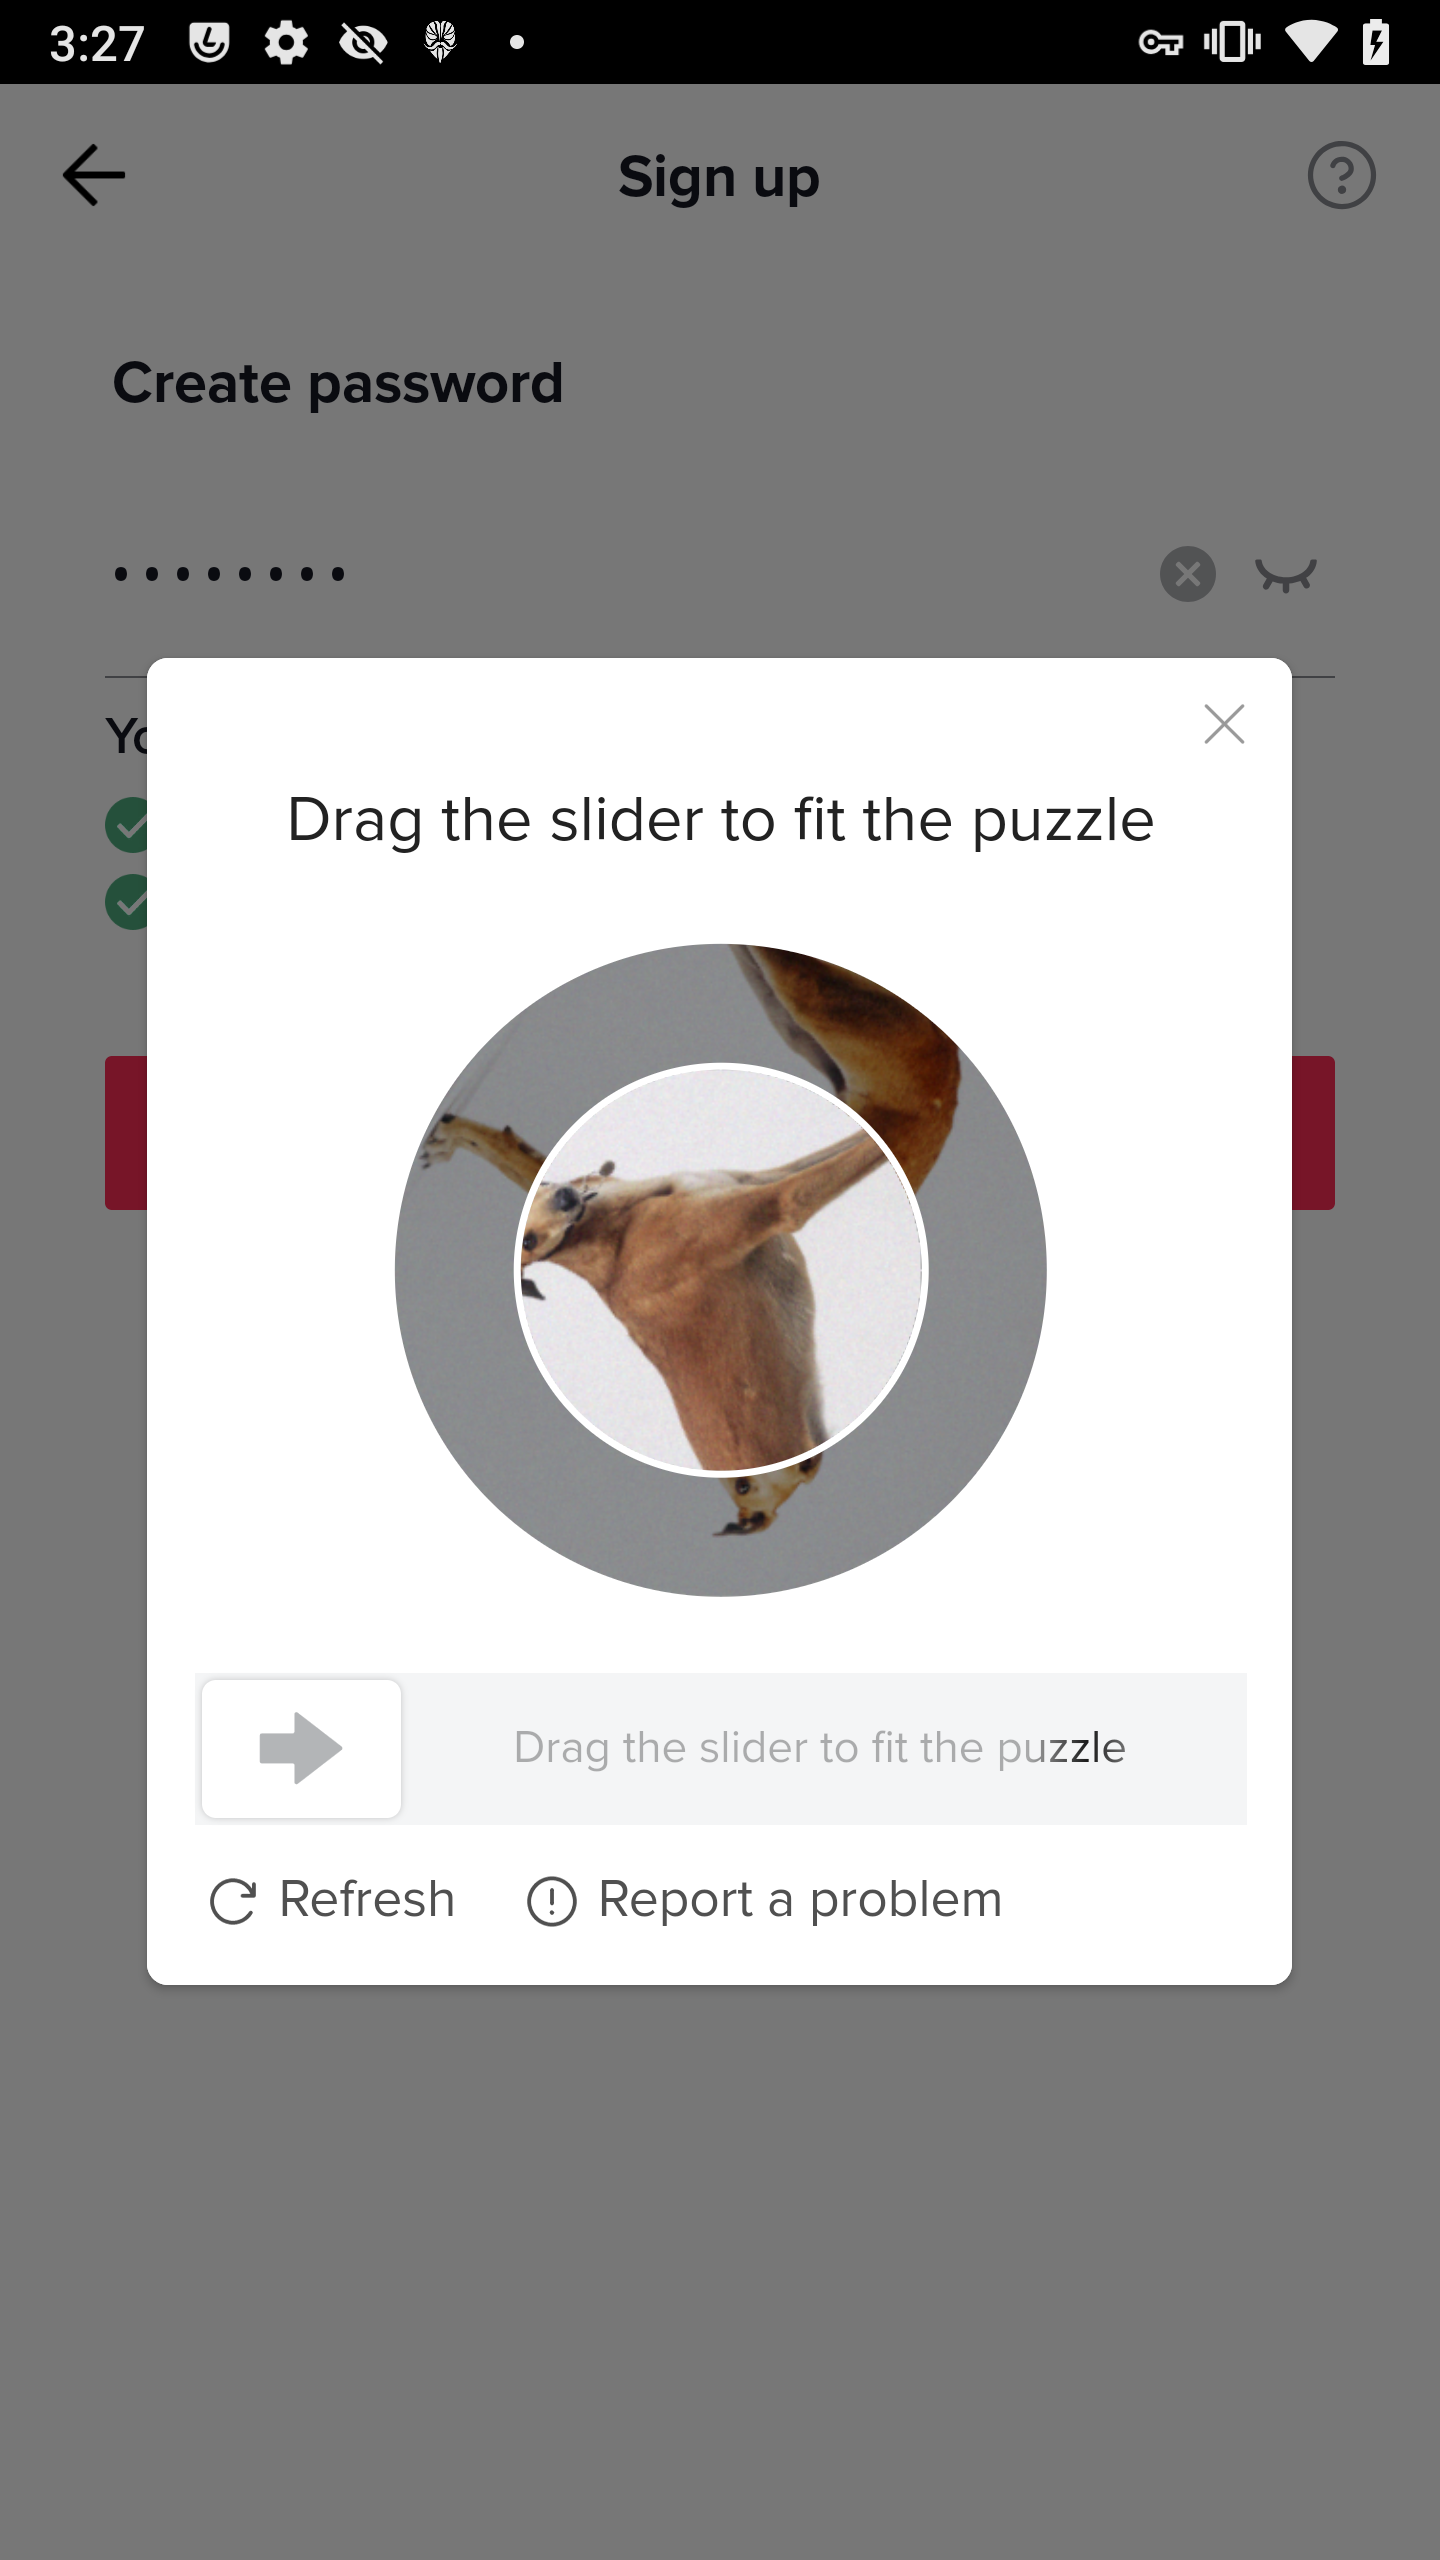 3:27
Sign up
Create password
Yo
Drag the slider to fit the puzzle
Drag the slider to fit the puzzle
Refresh
Report a problem